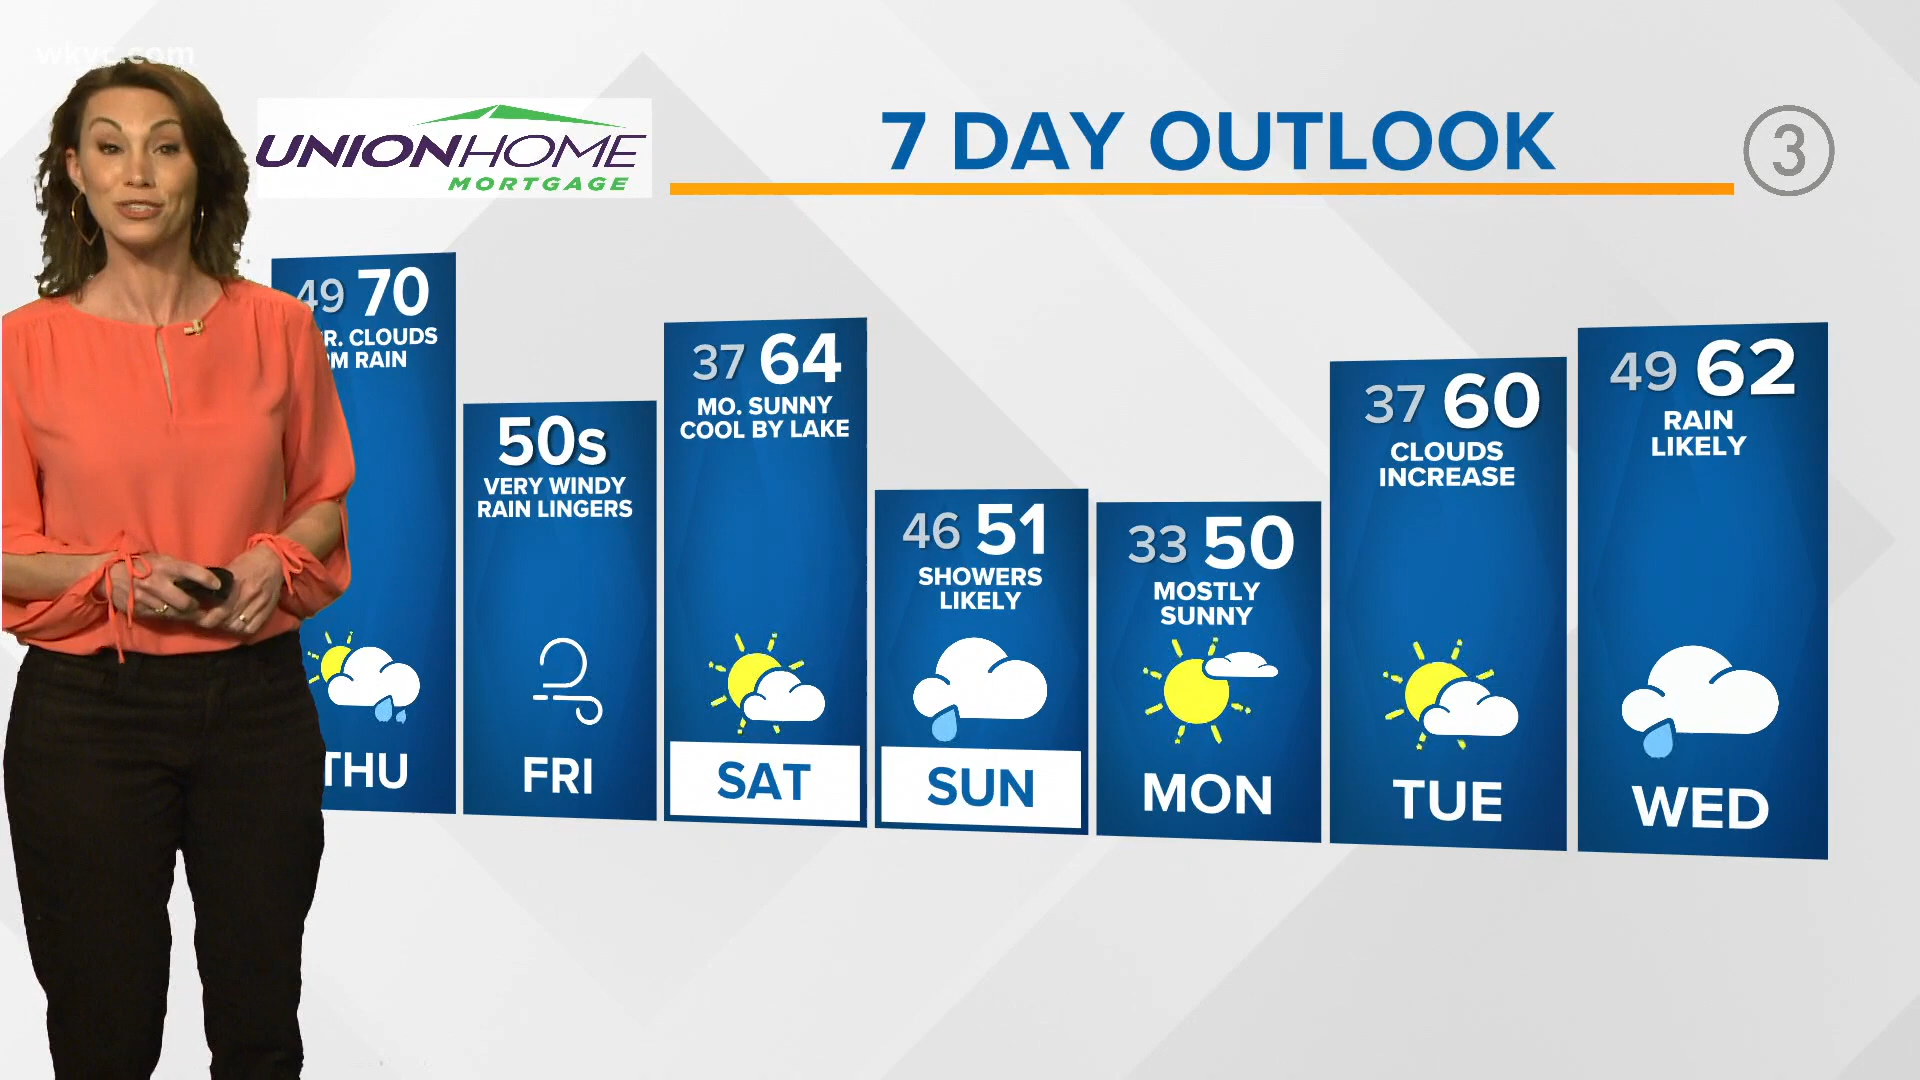 wkyc.com
UNIONHOME
MORTGAGE
7 DAY OUTLOOK
3
49 70
CLOUDS
RAIN
THU
50s
VERY WINDY
RAIN LINGERS
FRI
37 64
MO. SUNNY
COOL BY LAKE
SAT
46 51
SHOWERS
LIKELY
SUN
33 50
MOSTLY
SUNNY
MON
37 60
CLOUDS
INCREASE
TUE
49 62
RAIN
LIKELY
WED